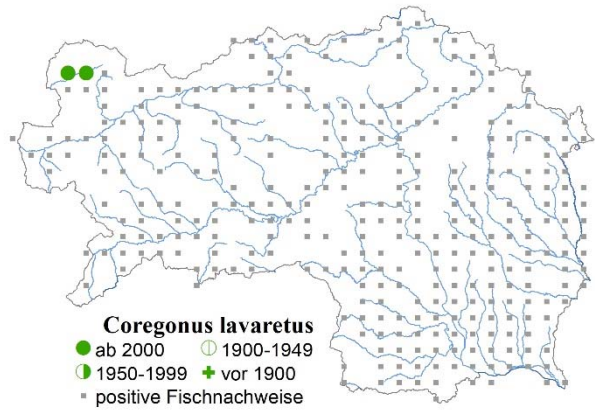 Coregonus lavaretus
ab 2000 1900-1949
1950-1999 vor 1900
positive Fischnachweise